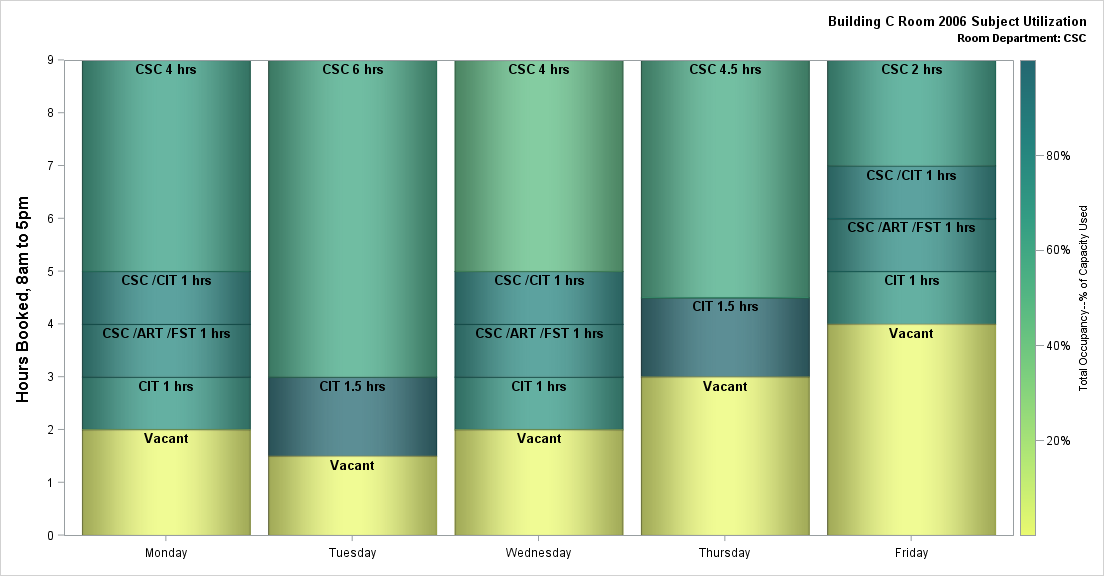 Building C Room 2006 Subject Utilization
Room Department: CSC
Hours Booked, 8am to 5pm
9
8
7
6
5
4
3
2
1
0
CSC 4 hrs
CSC /CIT 1 hrs
CSC /ART /FST 1 hrs
CIT 1 hrs
Vacant
Monday
CSC 6 hrs
CIT 1.5 hrs
Vacant
Tuesday
CSC 4 hrs
CSC /CIT 1 hrs
CSC /ART /FST 1 hrs
CIT 1 hrs
Vacant
Wednesday
CSC 4.5 hrs
CIT 1.5 hrs
Vacant
Thursday
CSC 2 hrs
CSC /CIT 1 hrs
CSC /ART /FST 1 hrs
CIT 1 hrs
Vacant
Friday
80%
60%
40%
20%
Total Occupancy--% of Capacity Used